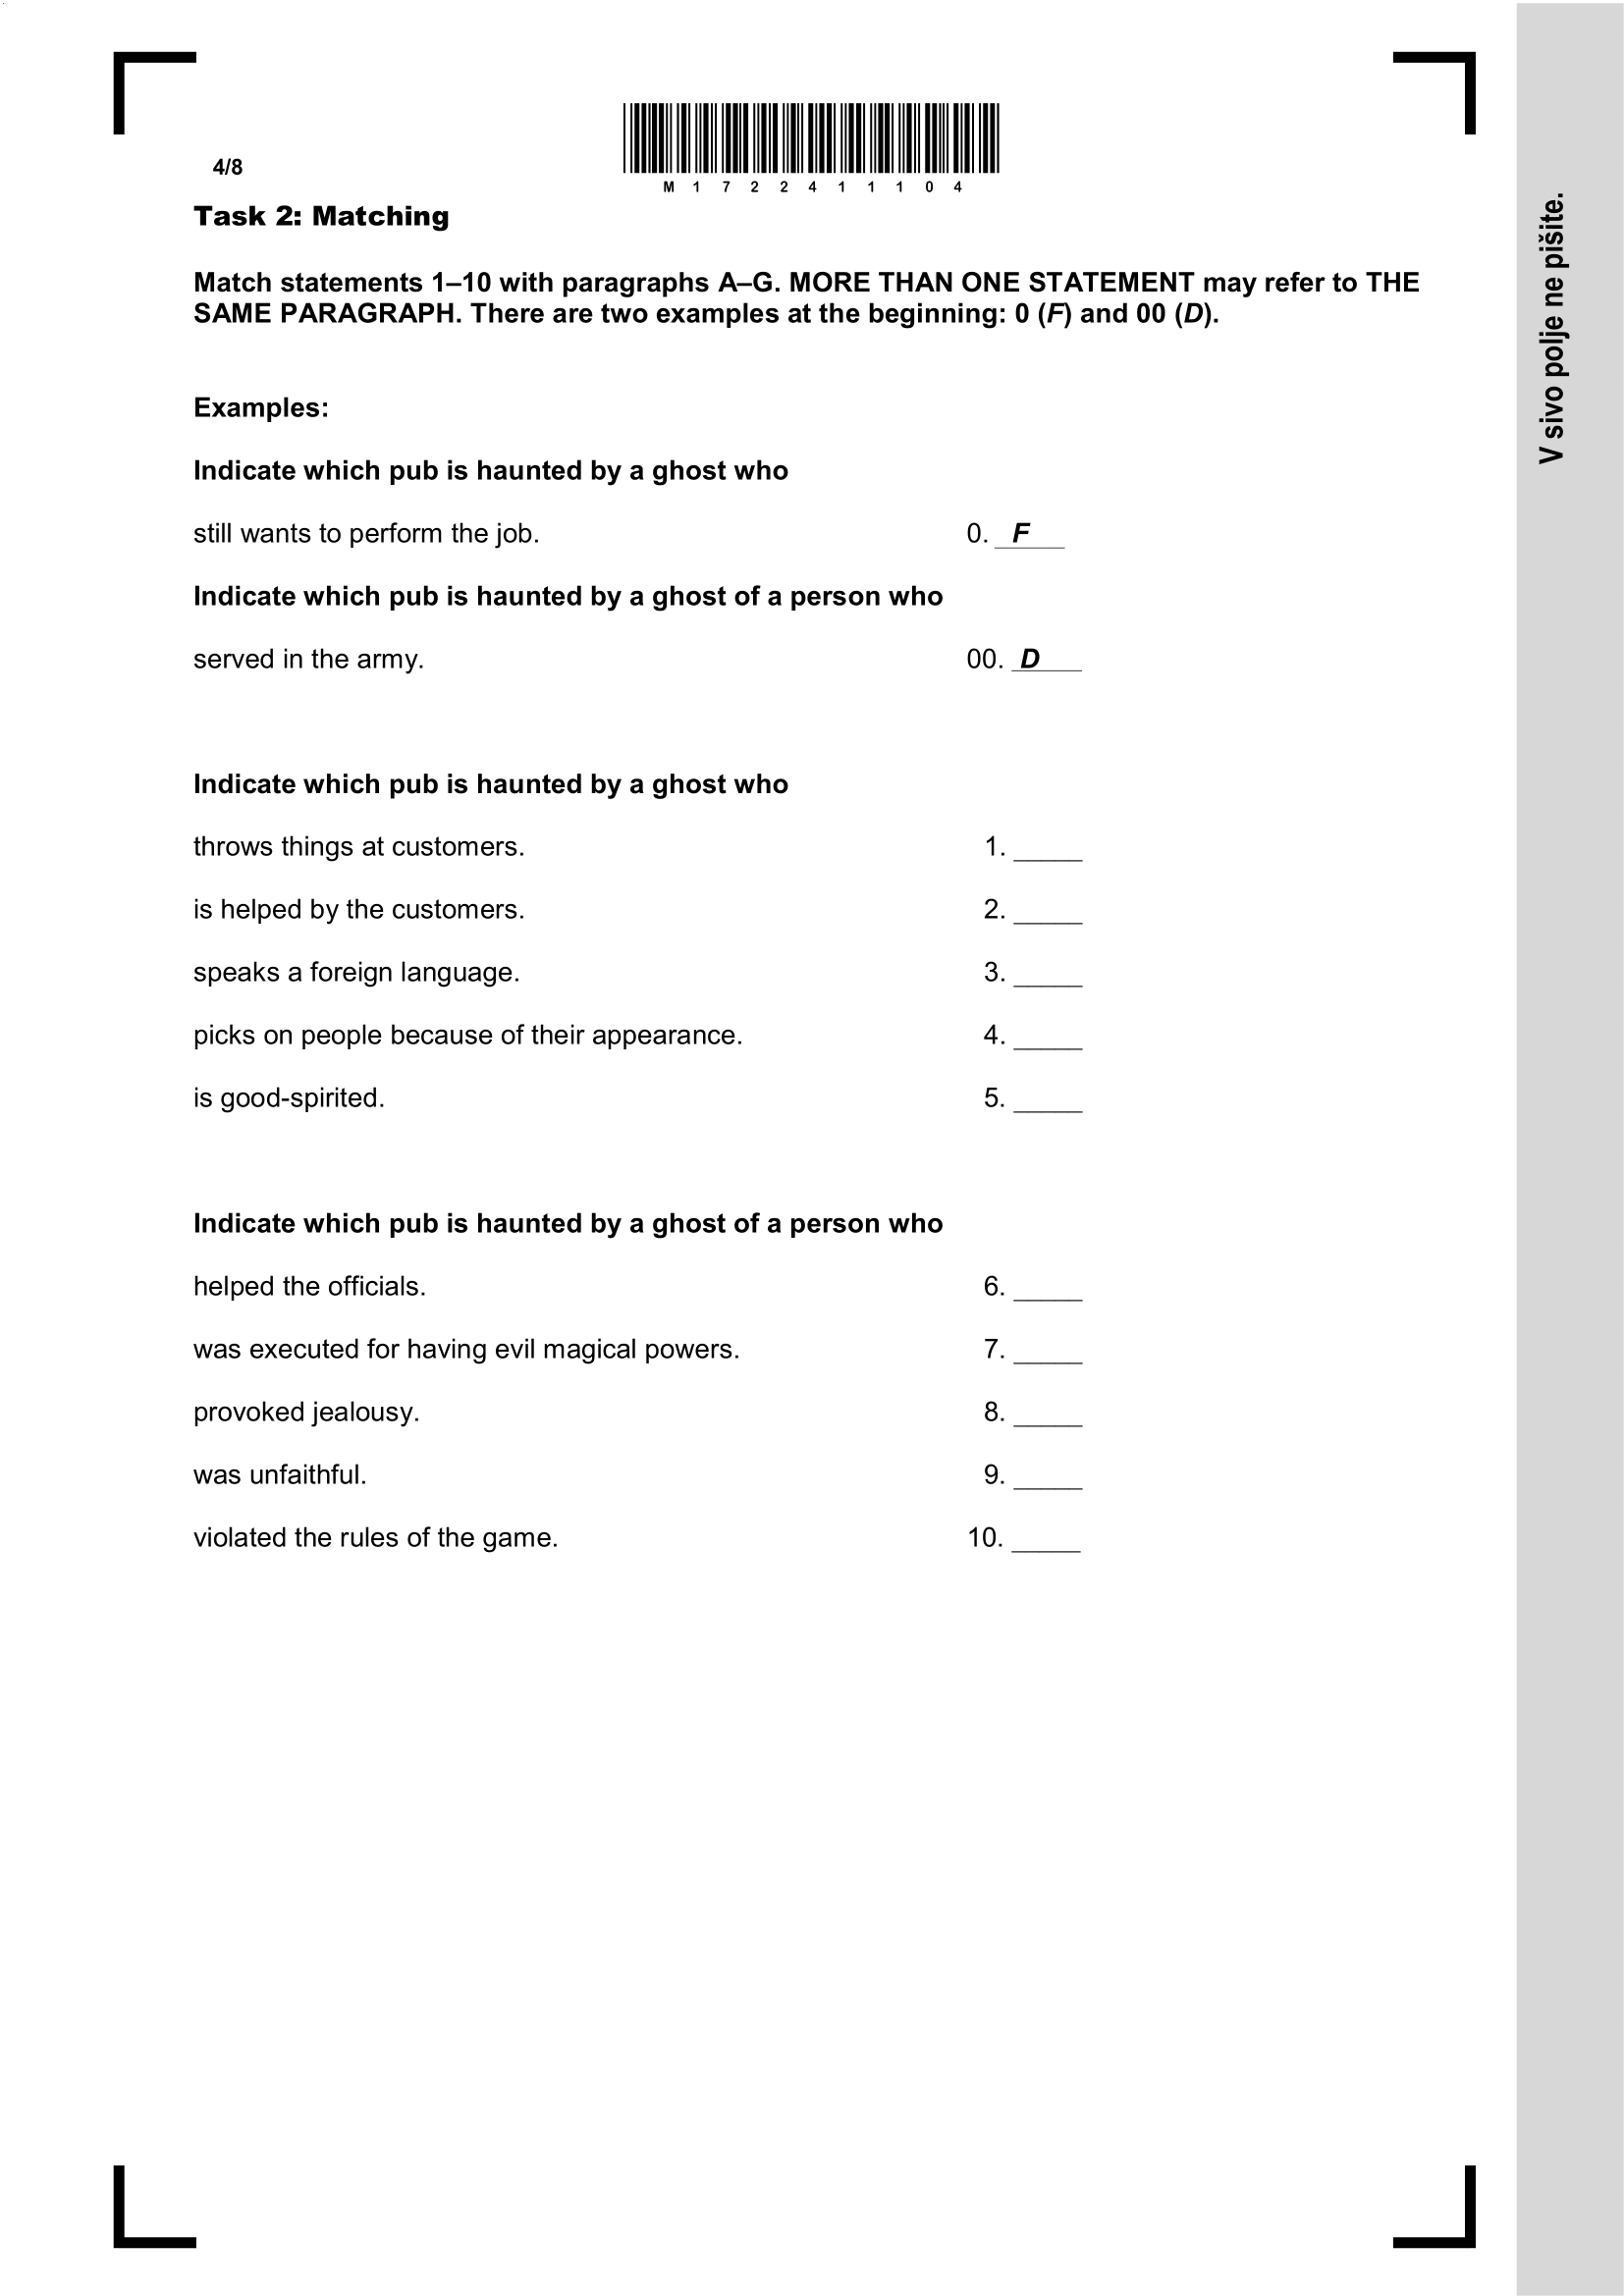 4/8
M 1 7 2 2 4 1 1 1 0 4
Task 2: Matching
Match statements 1–10 with paragraphs A–G. MORE THAN ONE STATEMENT may refer to THE
SAME PARAGRAPH. There are two examples at the beginning: 0 (F) and 00 (D).
Examples:
Indicate which pub is haunted by a ghost who
still wants to perform the job. 0. F
Indicate which pub is haunted by a ghost of a person who
served in the army. 00. D
Indicate which pub is haunted by a ghost who
throws things at customers. 1. _____
is helped by the customers. 2. _____
speaks a foreign language. 3. _____
picks on people because of their appearance. 4. _____
is good-spirited. 5. _____
Indicate which pub is haunted by a ghost of a person who
helped the officials. 6. _____
was executed for having evil magical powers. 7. _____
provoked jealousy. 8. _____
was unfaithful. 9. _____
violated the rules of the game. 10. _____
V sivo polje ne pišite.